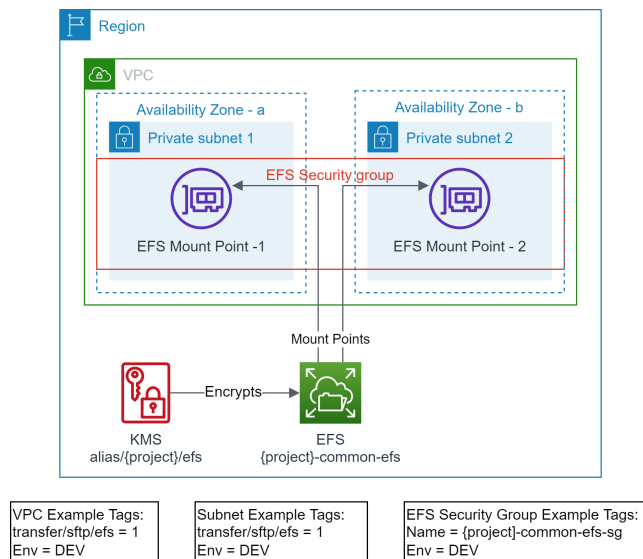 Region
VPC
Availability Zone - a
Availability Zone - b
Private subnet 1
Private subnet 2
EFS Security group
EFS Mount Point -1
EFS Mount Point - 2
Mount Points
Encrypts
KMS
alias/{project}/efs
EFS
{project}-common-efs
VPC Example Tags:
transfer/sftp/efs = 1
Env = DEV
Subnet Example Tags:
transfer/sftp/efs = 1
Env = DEV
EFS Security Group Example Tags:
Name = {project]-common-efs-sg
Env = DEV